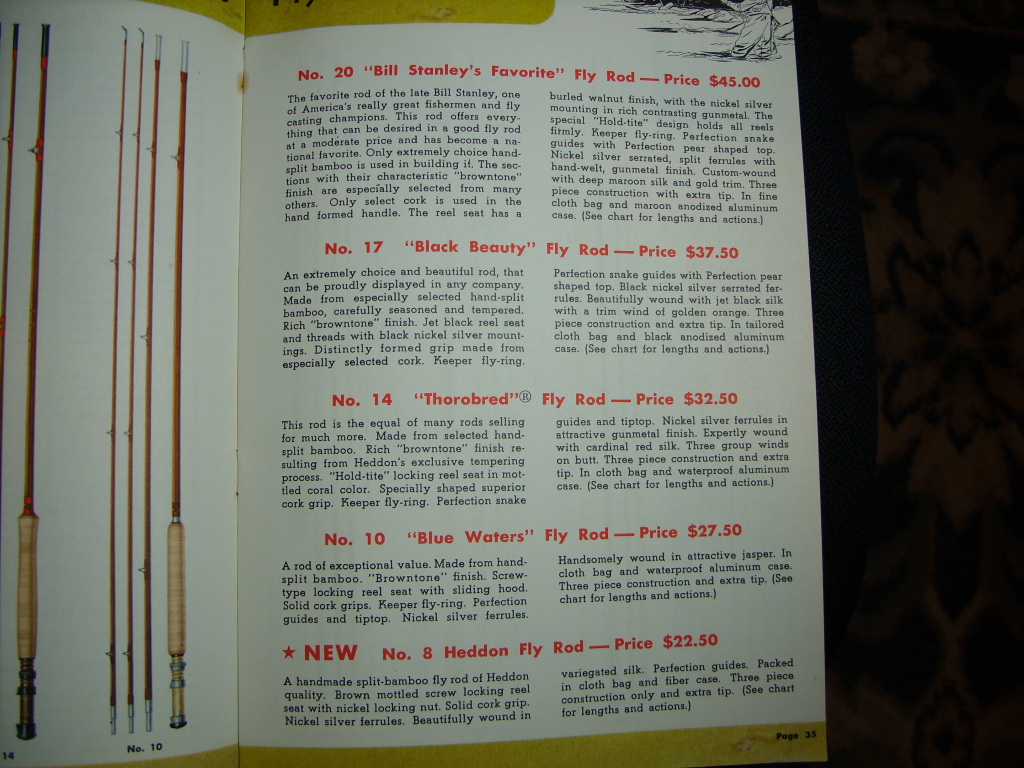 No. 20 "Bill Stanley's Favorite" Fly Rod — Price $45.00
The favorite rod of the late Bill Stanley, one
of America's really great fishermen and fly
casting champions. This rod offers every-
thing that can be desired in a good fly rod
at a moderate price and has become a na-
tional favorite. Only extremely choice hand-
split bamboo is used in building it. The sec-
tions with their characteristic "browntone"
finish are especially selected from many
others. Only select cork is used in the
hand formed handle. The reel seat has a
burled walnut finish, with the nickel silver
mounting in rich contrasting gunmetal. The
special "Hold-tite" design holds all reels
firmly. Keeper fly-ring. Perfection snake
guides with Perfection pear shaped top.
Nickel silver serrated, split ferrules with
hand-welt, gunmetal finish. Custom-wound
with deep maroon silk and gold trim. Three
piece construction with extra tip. In fine
cloth bag and maroon anodized aluminum
case. (See chart for lengths and actions.)
No. 17 "Black Beauty" Fly Rod — Price $37.50
An extremely choice and beautiful rod, that
can be proudly displayed in any company.
Made from especially selected hand-split
bamboo, carefully seasoned and tempered.
Rich "browntone" finish. Jet black reel seat
and threads with black nickel silver mount-
ings. Distinctly formed grip made from
especially selected cork. Keeper fly-ring.
Perfection snake guides with Perfection pear
shaped top. Black nickel silver serrated fer-
rules. Beautifully wound with jet black silk
with a trim wind of golden orange. Three
piece construction and extra tip. In tailored
cloth bag and black anodized aluminum
case. (See chart for lengths and actions.)
No. 14 "Thorobred"® Fly Rod — Price $32.50
This rod is the equal of many rods selling
for much more. Made from selected hand-
split bamboo. Rich "browntone" finish re-
sulting from Heddon's exclusive tempering
process. "Hold-tite" locking reel seat in mot-
tled coral color. Specially shaped superior
cork grip. Keeper fly-ring. Perfection snake
guides and tiptop. Nickel silver ferrules in
attractive gunmetal finish. Expertly wound
with cardinal red silk. Three group winds
on butt. Three piece construction and extra
tip. In cloth bag and waterproof aluminum
case. (See chart for lengths and actions.)
No. 10 "Blue Waters" Fly Rod — Price $27.50
A rod of exceptional value. Made from hand-
split bamboo. "Browntone" finish. Screw-
type locking reel seat with sliding hood.
Solid cork grips. Keeper fly-ring. Perfection
guides and tiptop. Nickel silver ferrules.
Handsomely wound in attractive jasper. In
cloth bag and waterproof aluminum case.
Three piece construction and extra tip. (See
chart for lengths and actions.)
★ NEW No. 8 Heddon Fly Rod — Price $22.50
A handmade split-bamboo fly rod of Heddon
quality. Brown mottled screw locking reel
seat with nickel locking nut. Solid cork grip.
Nickel silver ferrules. Beautifully wound in
variegated silk. Perfection guides. Packed
in cloth bag and fiber case. Three piece
construction only and extra tip. (See chart
for lengths and actions.)
14
No. 10
Page 35